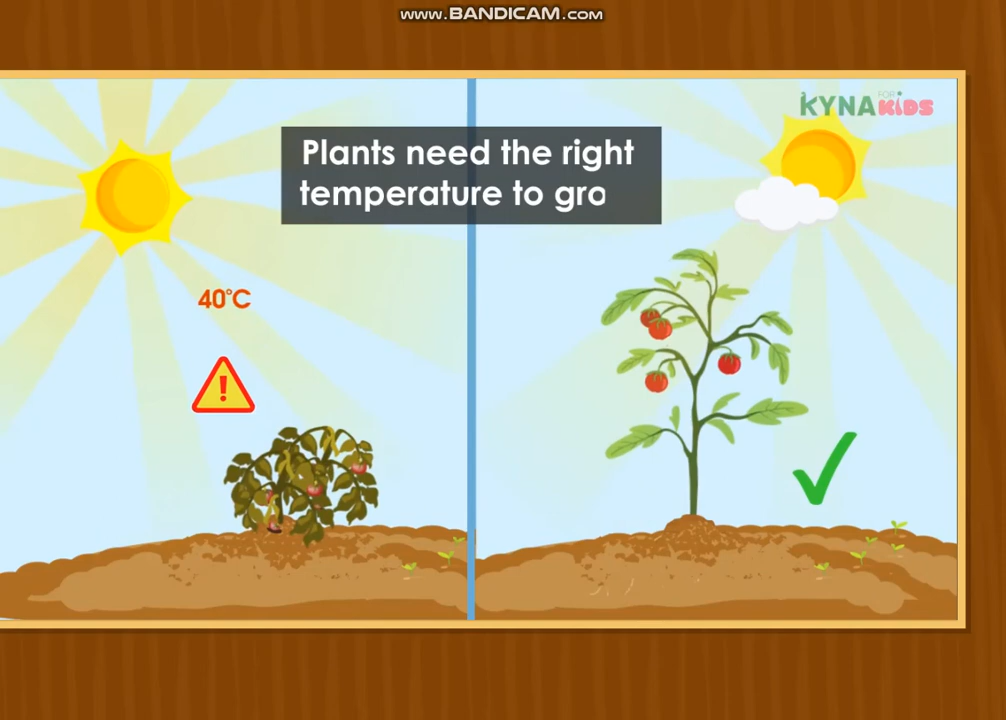 www.BANDICAM.com
KYNA FOR KIDS
Plants need the right
temperature to gro
40°C
!